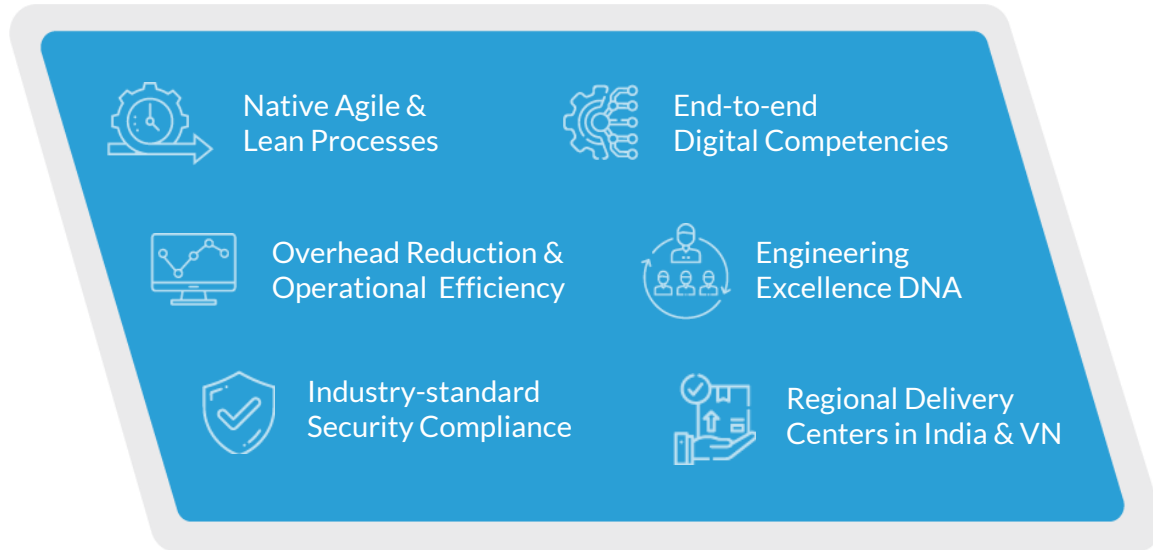 Native Agile &
Lean Processes
End-to-end
Digital Competencies
Overhead Reduction &
Operational Efficiency
Engineering
Excellence DNA
Industry-standard
Security Compliance
Regional Delivery
Centers in India & VN